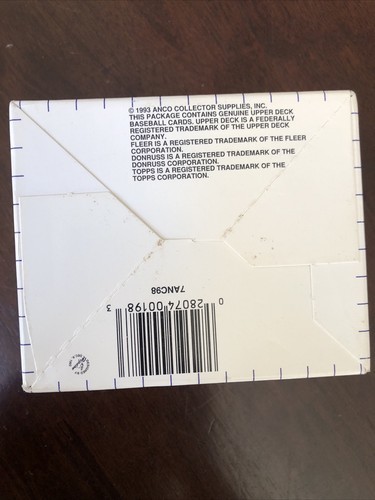 © 1993 ANCO COLLECTOR SUPPLIES, INC.
THIS PACKAGE CONTAINS GENUINE UPPER DECK
BASEBALL CARDS. UPPER DECK IS A FEDERALLY
REGISTERED TRADEMARK OF THE UPPER DECK
COMPANY.
FLEER IS A REGISTERED TRADEMARK OF THE FLEER
CORPORATION.
DONRUSS IS A REGISTERED TRADEMARK OF THE
DONRUSS CORPORATION.
TOPPS IS A REGISTERED TRADEMARK OF THE
TOPPS CORPORATION.
7ANC98
0 28074 00198 3